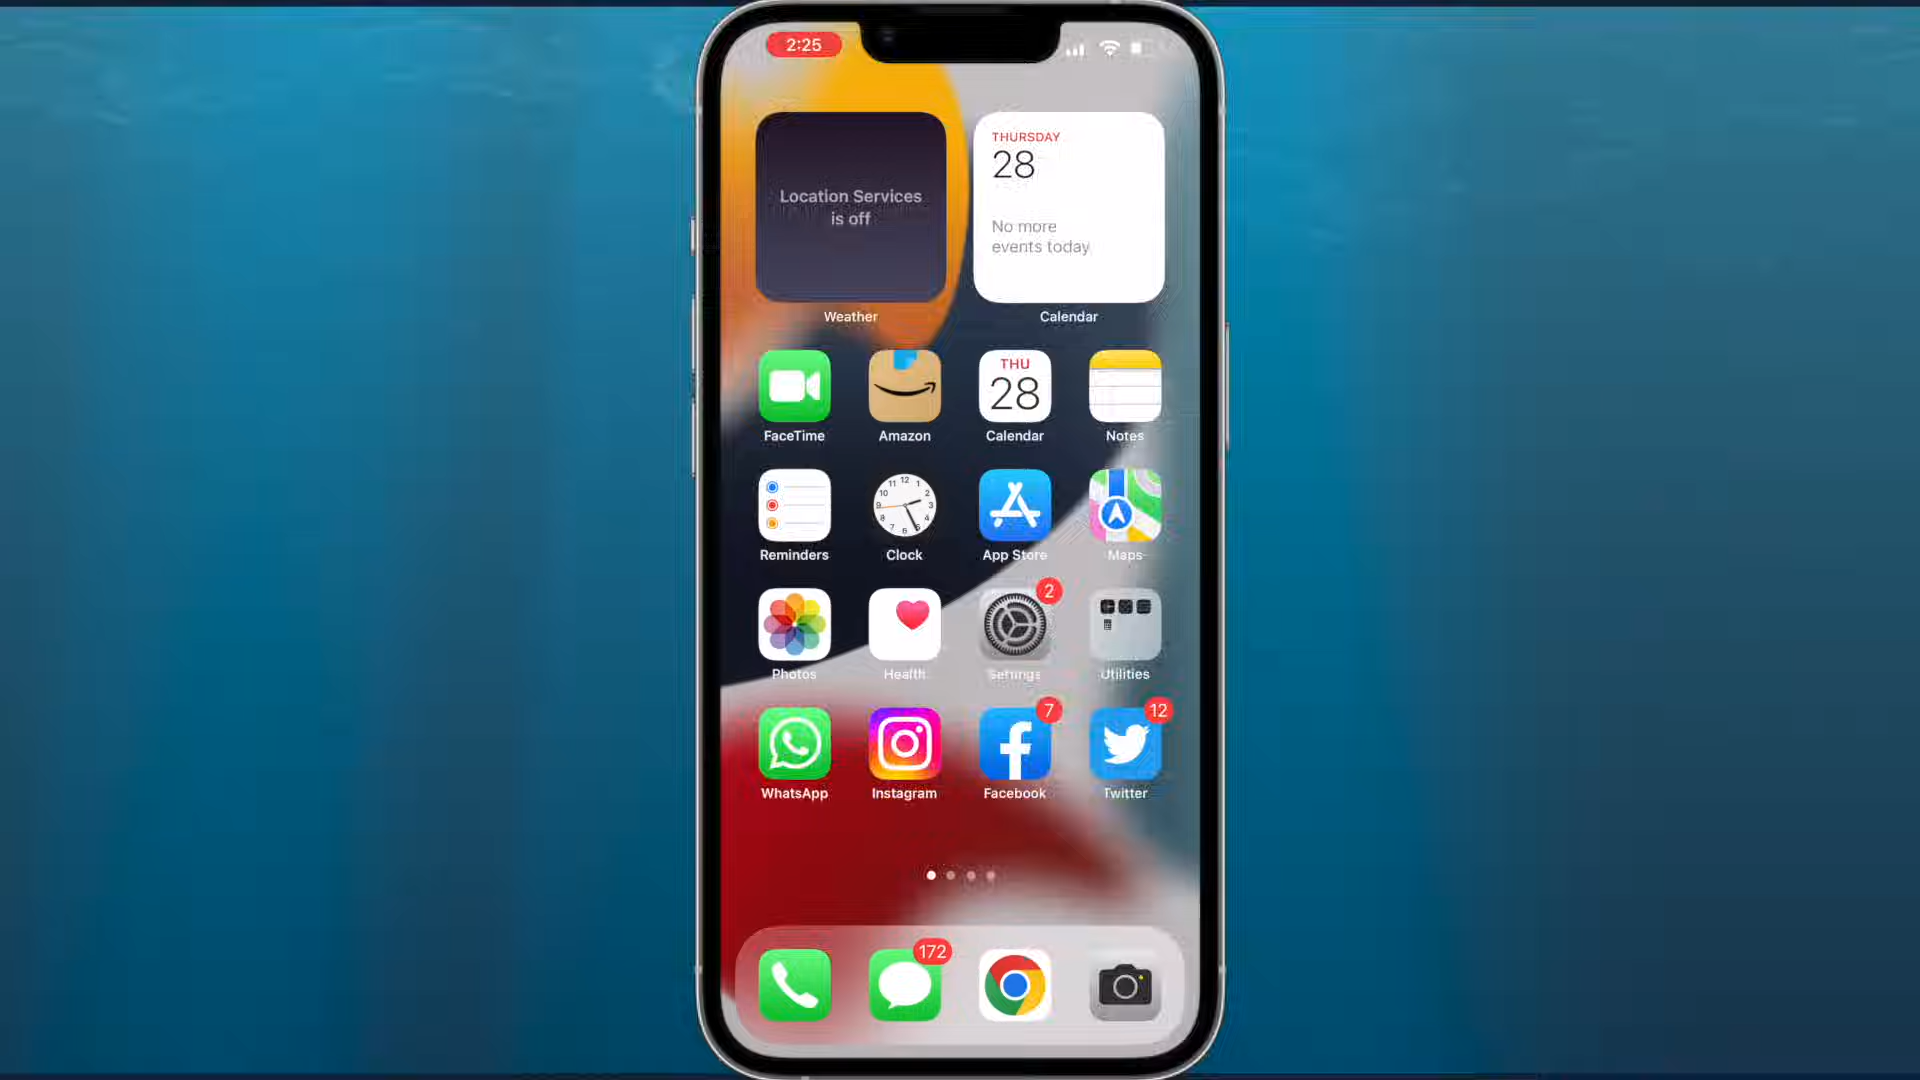 2:25
Location Services
is off
THURSDAY
28
No more
events today
Weather
Calendar
FaceTime
Amazon
THU
28
Calendar
Notes
Reminders
Clock
App Store
Maps
2
Photos
Health
Settings
Utilities
7
12
WhatsApp
Instagram
Facebook
Twitter
172